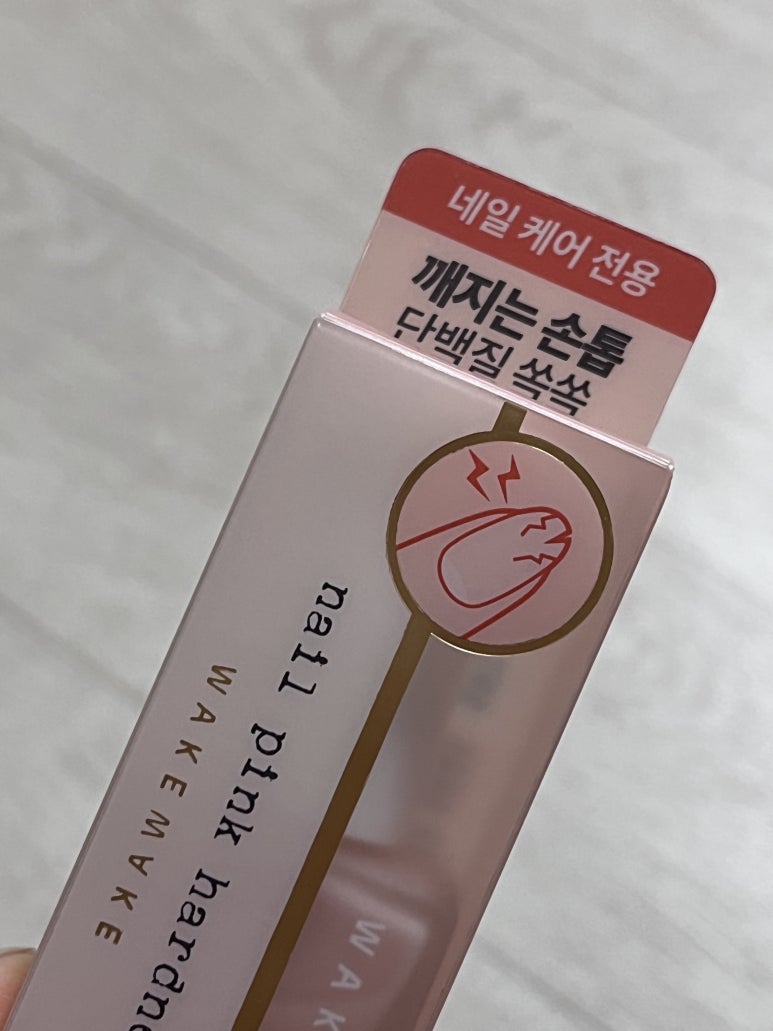 네일 케어 전용
깨지는 손톱
단백질 쏙쏙
nail pink hardne
WAKEMAKE
WAK